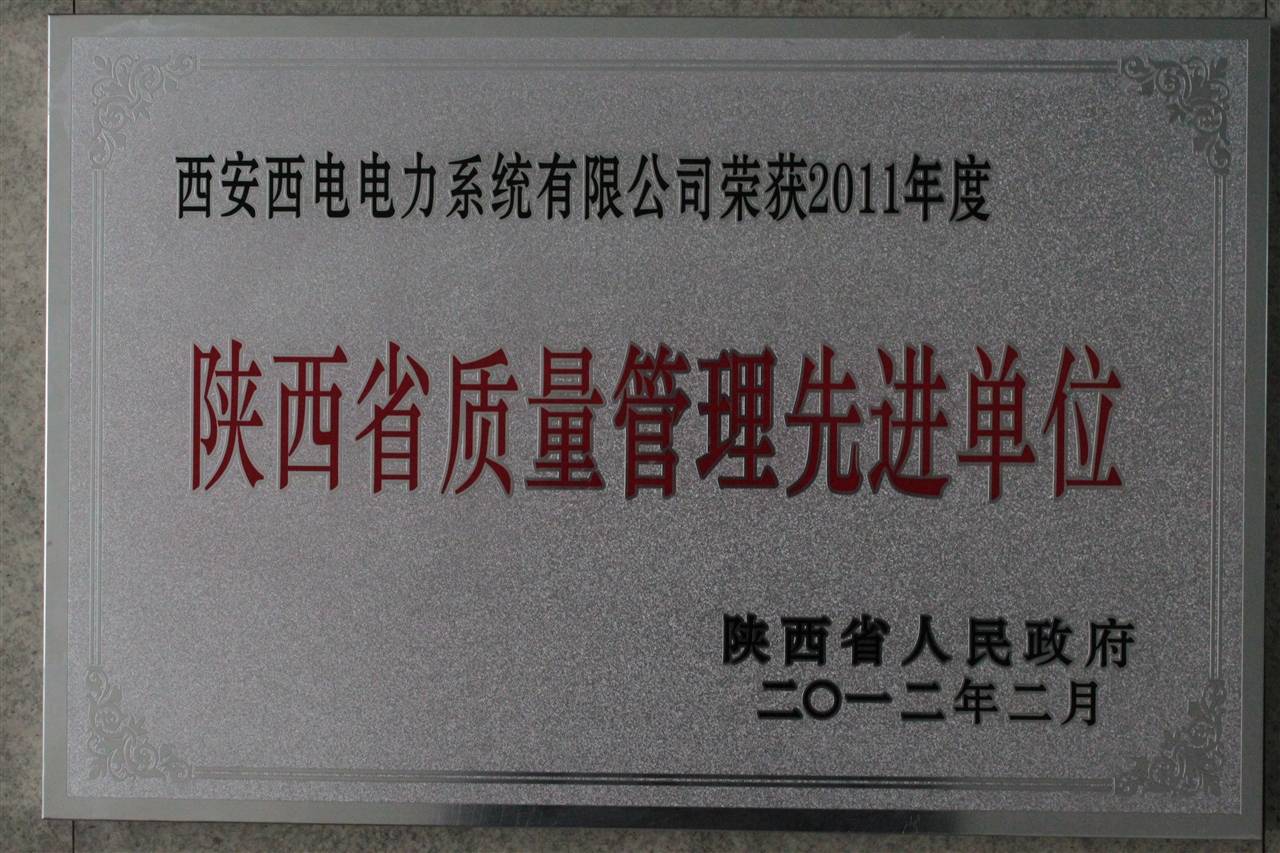 西安西电电力系统有限公司荣获2011年度
陕西省质量管理先进单位
陕西省人民政府
二〇一二年二月